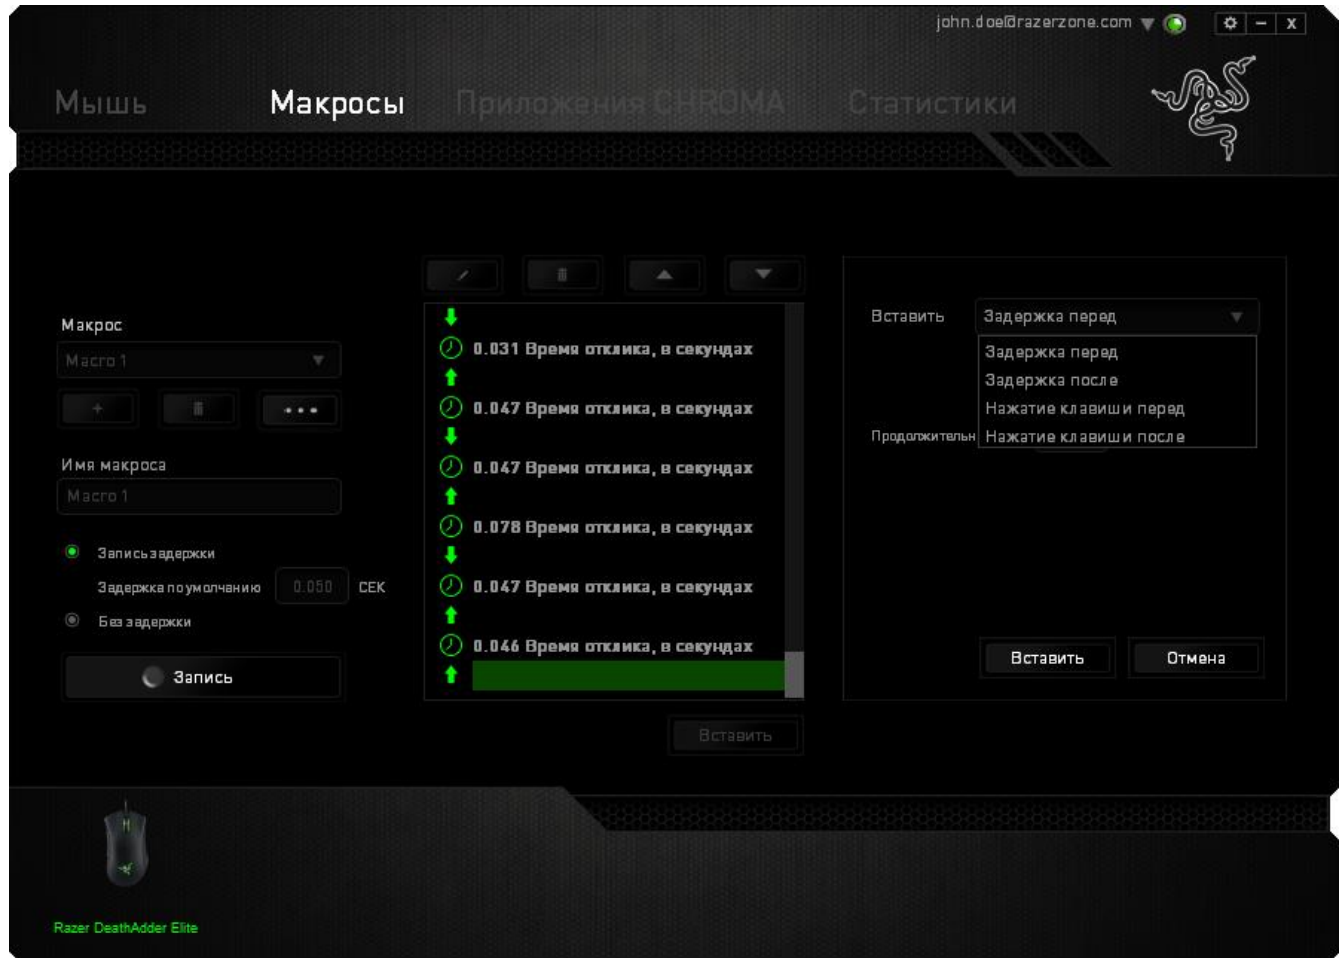 john.doe@razerzone.com
Мышь
Макросы
Приложения CHROMA
Статистики
Макрос
Macro 1
Имя макроса
Macro 1
Запись задержки
Задержка по умолчанию 0.050 СЕК
Без задержки
Запись
0.031 Время отклика, в секундах
0.047 Время отклика, в секундах
0.047 Время отклика, в секундах
0.078 Время отклика, в секундах
0.047 Время отклика, в секундах
0.046 Время отклика, в секундах
Вставить
Вставить Задержка перед
Задержка перед
Задержка после
Нажатие клавиши перед
Продолжительн Нажатие клавиши после
Вставить
Отмена
Razer DeathAdder Elite